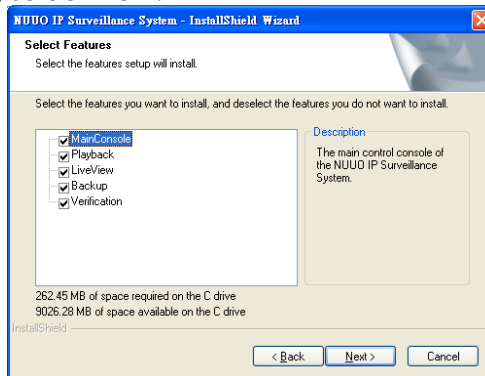 NUUO IP Surveillance System - InstallShield Wizard
Select Features
Select the features setup will install.
Select the features you want to install, and deselect the features you do not want to install.
MainConsole
Playback
LiveView
Backup
Verification
Description
The main control console of
the NUUO IP Surveillance
System.
262.45 MB of space required on the C drive
9026.28 MB of space available on the C drive
InstallShield
< Back
Next >
Cancel